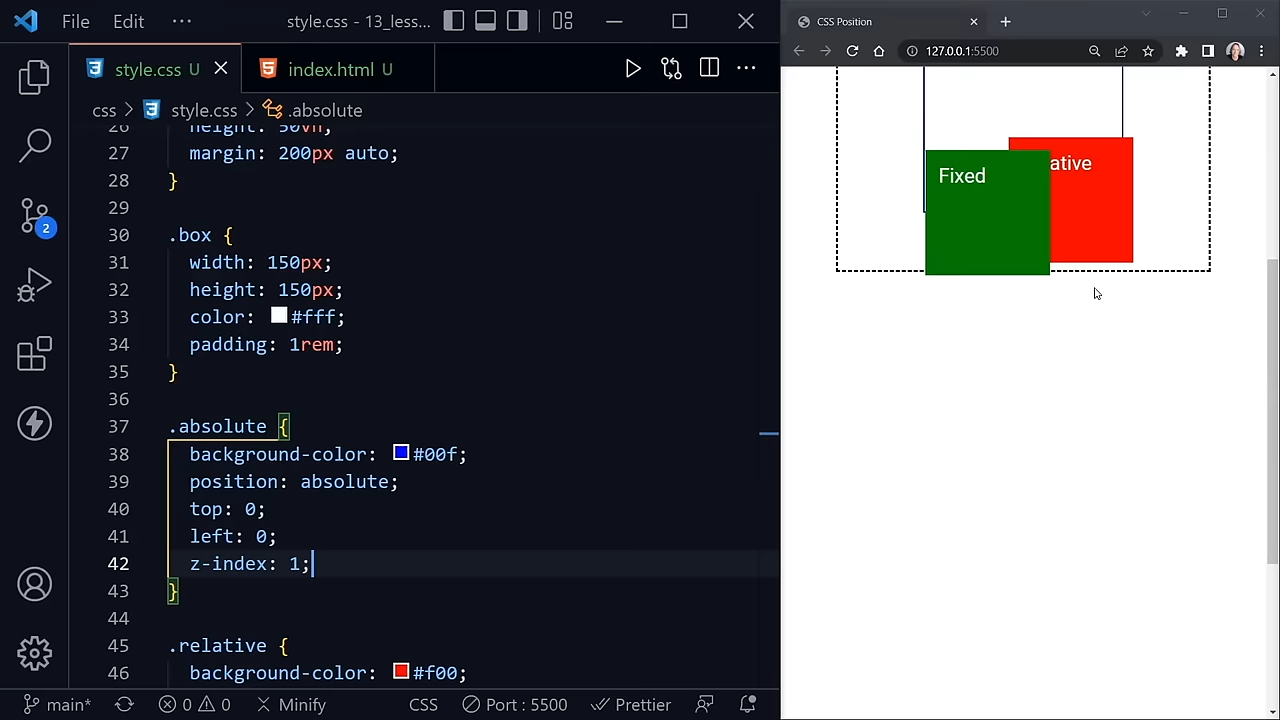 File Edit ··· style.css - 13_less...
style.css U index.html U
css > style.css > .absolute
26 height: 50vh;
27 margin: 200px auto;
28 }
29
30 .box {
31 width: 150px;
32 height: 150px;
33 color: #fff;
34 padding: 1rem;
35 }
36
37 .absolute {
38 background-color: #00f;
39 position: absolute;
40 top: 0;
41 left: 0;
42 z-index: 1;
43 }
44
45 .relative {
46 background-color: #f00;
2
main* 0 0 Minify CSS Port : 5500 Prettier
CSS Position
127.0.0.1:5500
ative
Fixed